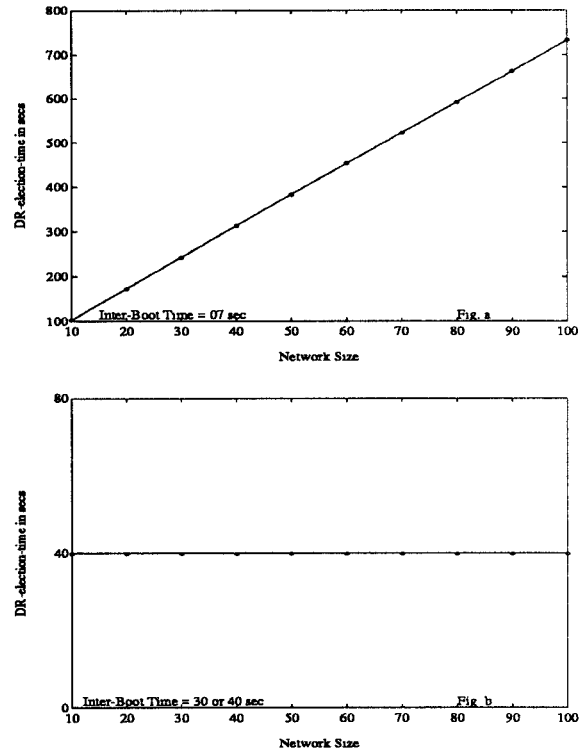 800
700
600
500
400
300
200
100
DR-election-time in secs
Inter-Boot Time = 07 sec
Fig. a
10 20 30 40 50 60 70 80 90 100
Network Size
80
40
0
DR-election-time in secs
Inter-Boot Time = 30 or 40 sec
Fig b
10 20 30 40 50 60 70 80 90 100
Network Size